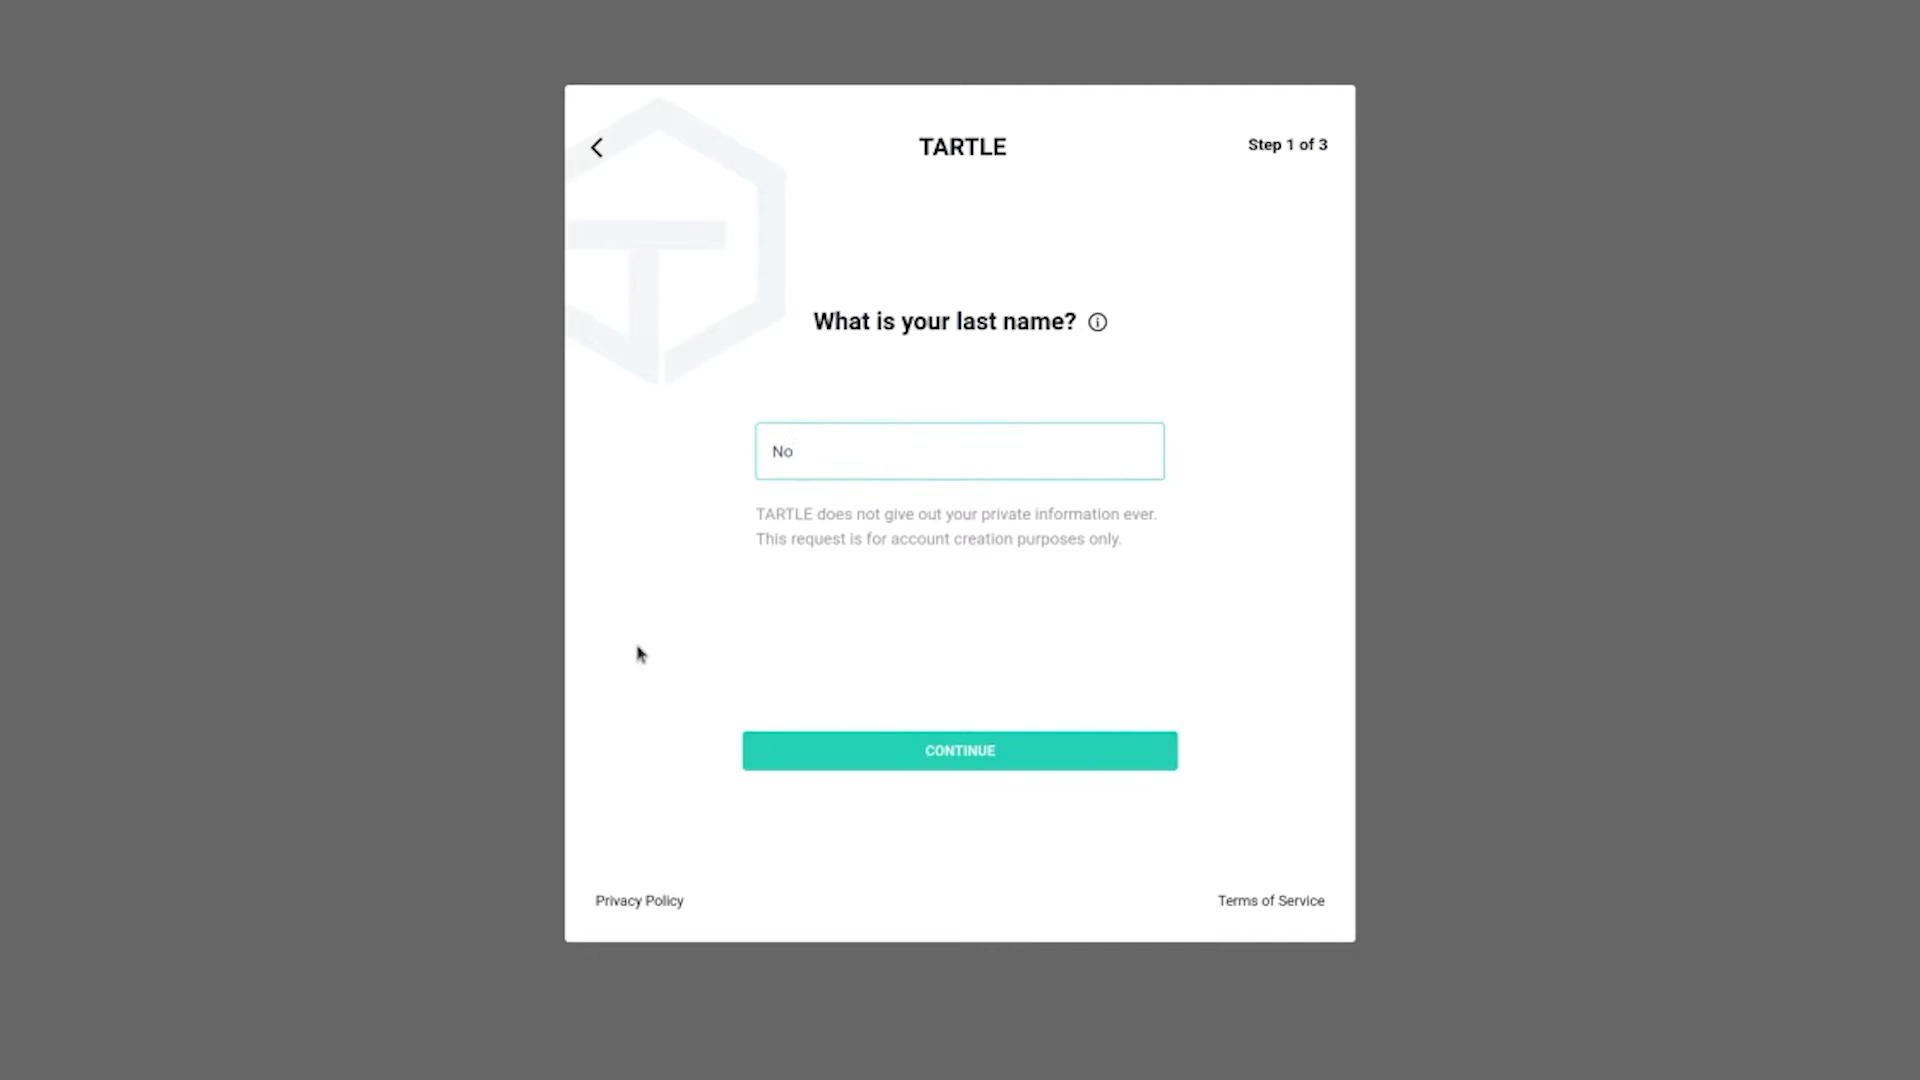 TARTLE
Step 1 of 3
What is your last name?
No
TARTLE does not give out your private information ever.
This request is for account creation purposes only.
CONTINUE
Privacy Policy
Terms of Service